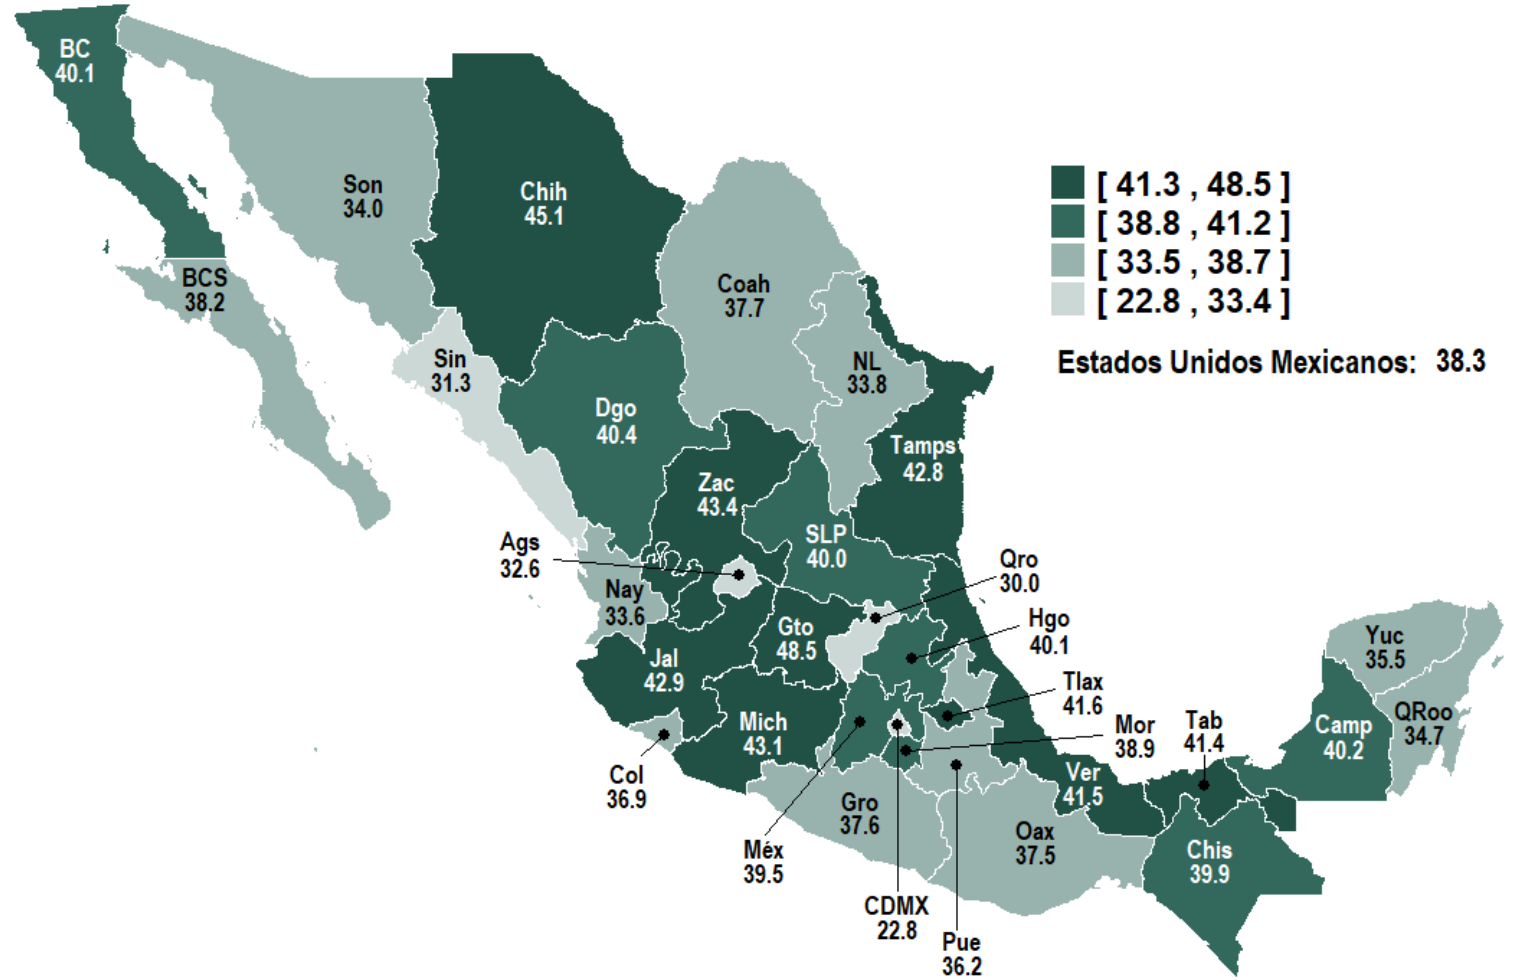 BC
40.1
Son
34.0
Chih
45.1
BCS
38.2
Coah
37.7
Sin
31.3
NL
33.8
Dgo
40.4
Tamps
42.8
Zac
43.4
SLP
40.0
Ags
32.6
Nay
33.6
Qro
30.0
Gto
48.5
Hgo
40.1
Jal
42.9
Tlax
41.6
Mich
43.1
Mor
38.9
Tab
41.4
Yuc
35.5
QRoo
34.7
Camp
40.2
Col
36.9
Ver
41.5
Gro
37.6
Oax
37.5
Méx
39.5
Chis
39.9
CDMX
22.8
Pue
36.2
[ 41.3 , 48.5 ]
[ 38.8 , 41.2 ]
[ 33.5 , 38.7 ]
[ 22.8 , 33.4 ]
Estados Unidos Mexicanos: 38.3